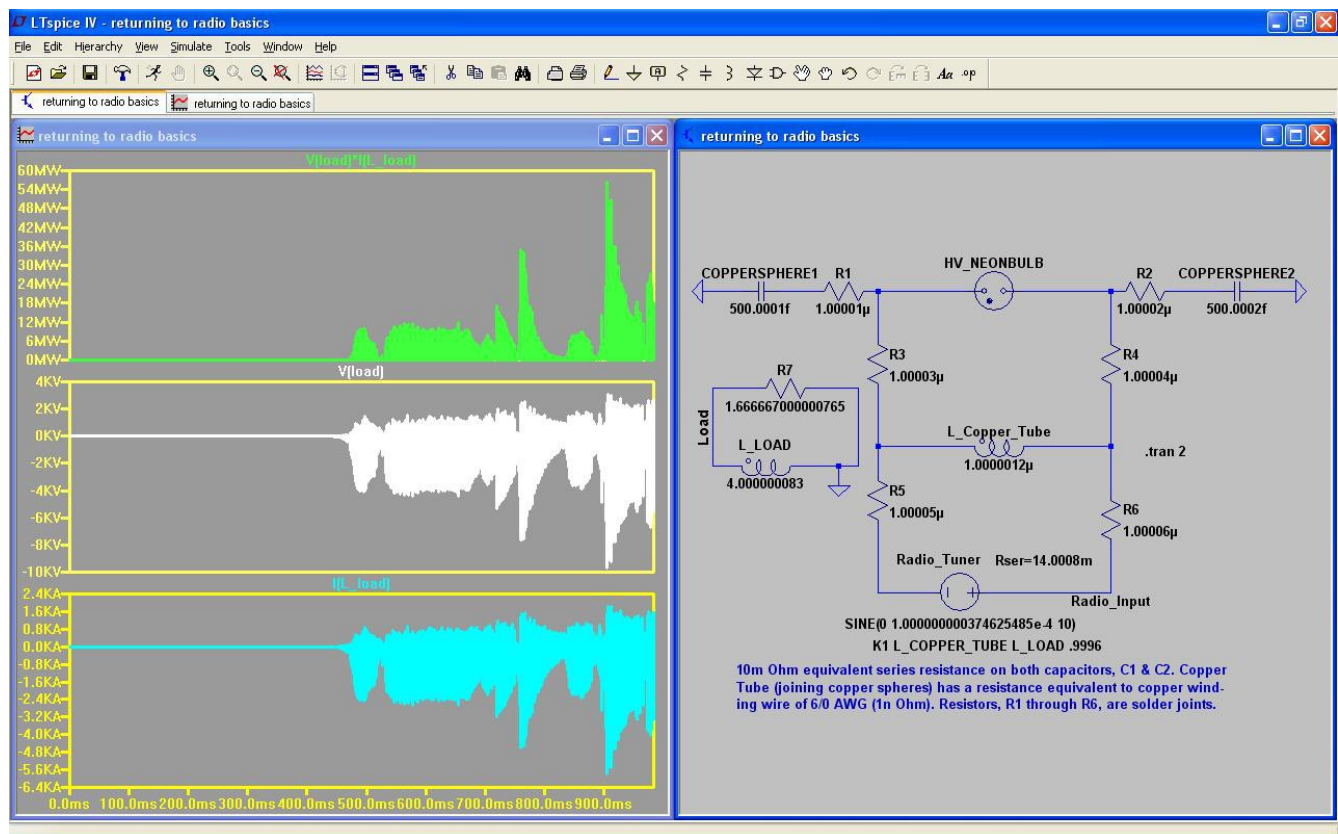 LTspice IV - returning to radio basics
File Edit Hierarchy View Simulate Tools Window Help
Aa .op
returning to radio basics
returning to radio basics
returning to radio basics
V(load)*I(L_load)
60MW
54MW
48MW
42MW
36MW
30MW
24MW
18MW
12MW
6MW
0MW
V(load)
4KV
2KV
0KV
-2KV
-4KV
-6KV
-8KV
-10KV
I(L_load)
2.4KA
1.6KA
0.8KA
0.0KA
-0.8KA
-1.6KA
-2.4KA
-3.2KA
-4.0KA
-4.8KA
-5.6KA
-6.4KA
0.0ms 100.0ms 200.0ms 300.0ms 400.0ms 500.0ms 600.0ms 700.0ms 800.0ms 900.0ms
returning to radio basics
HV_NEONBULB
COPPERSPHERE1 R1
R2 COPPERSPHERE2
500.0001f 1.00001µ
1.00002µ 500.0002f
R3
1.00003µ
R4
1.00004µ
R7
1.666667000000765
Load
L_LOAD
4.000000083
L_Copper_Tube
1.0000012µ
.tran 2
R5
1.00005µ
R6
1.00006µ
Radio_Tuner Rser=14.0008m
Radio_Input
SINE(0 1.000000000374625485e-4 10)
K1 L_COPPER_TUBE L_LOAD .9996
10m Ohm equivalent series resistance on both capacitors, C1 & C2. Copper
Tube (joining copper spheres) has a resistance equivalent to copper wind-
ing wire of 6/0 AWG (1n Ohm). Resistors, R1 through R6, are solder joints.